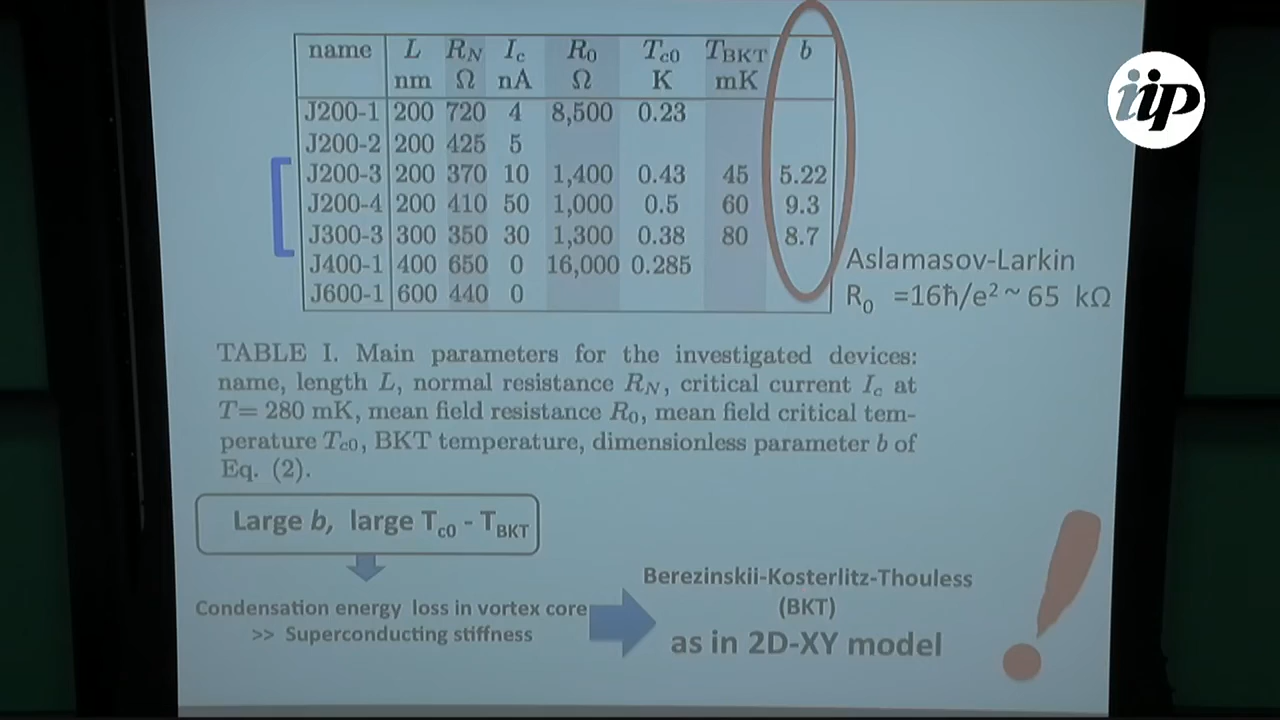 iip
name L R_N I_c R_0 T_c0 T_BKT b
nm Ω nA Ω K mK
J200-1 200 720 4 8,500 0.23
J200-2 200 425 5
J200-3 200 370 10 1,400 0.43 45 5.22
J200-4 200 410 50 1,000 0.5 60 9.3
J300-3 300 350 30 1,300 0.38 80 8.7
J400-1 400 650 0 16,000 0.285
J600-1 600 440 0
Aslamasov-Larkin
R₀ =16ħ/e² ~ 65 kΩ
TABLE I. Main parameters for the investigated devices:
name, length L, normal resistance R_N, critical current I_c at
T= 280 mK, mean field resistance R_0, mean field critical tem-
perature T_c0, BKT temperature, dimensionless parameter b of
Eq. (2).
Large b, large T_c0 - T_BKT
Condensation energy loss in vortex core
>> Superconducting stiffness
Berezinskii-Kosterlitz-Thouless
(BKT)
as in 2D-XY model
!